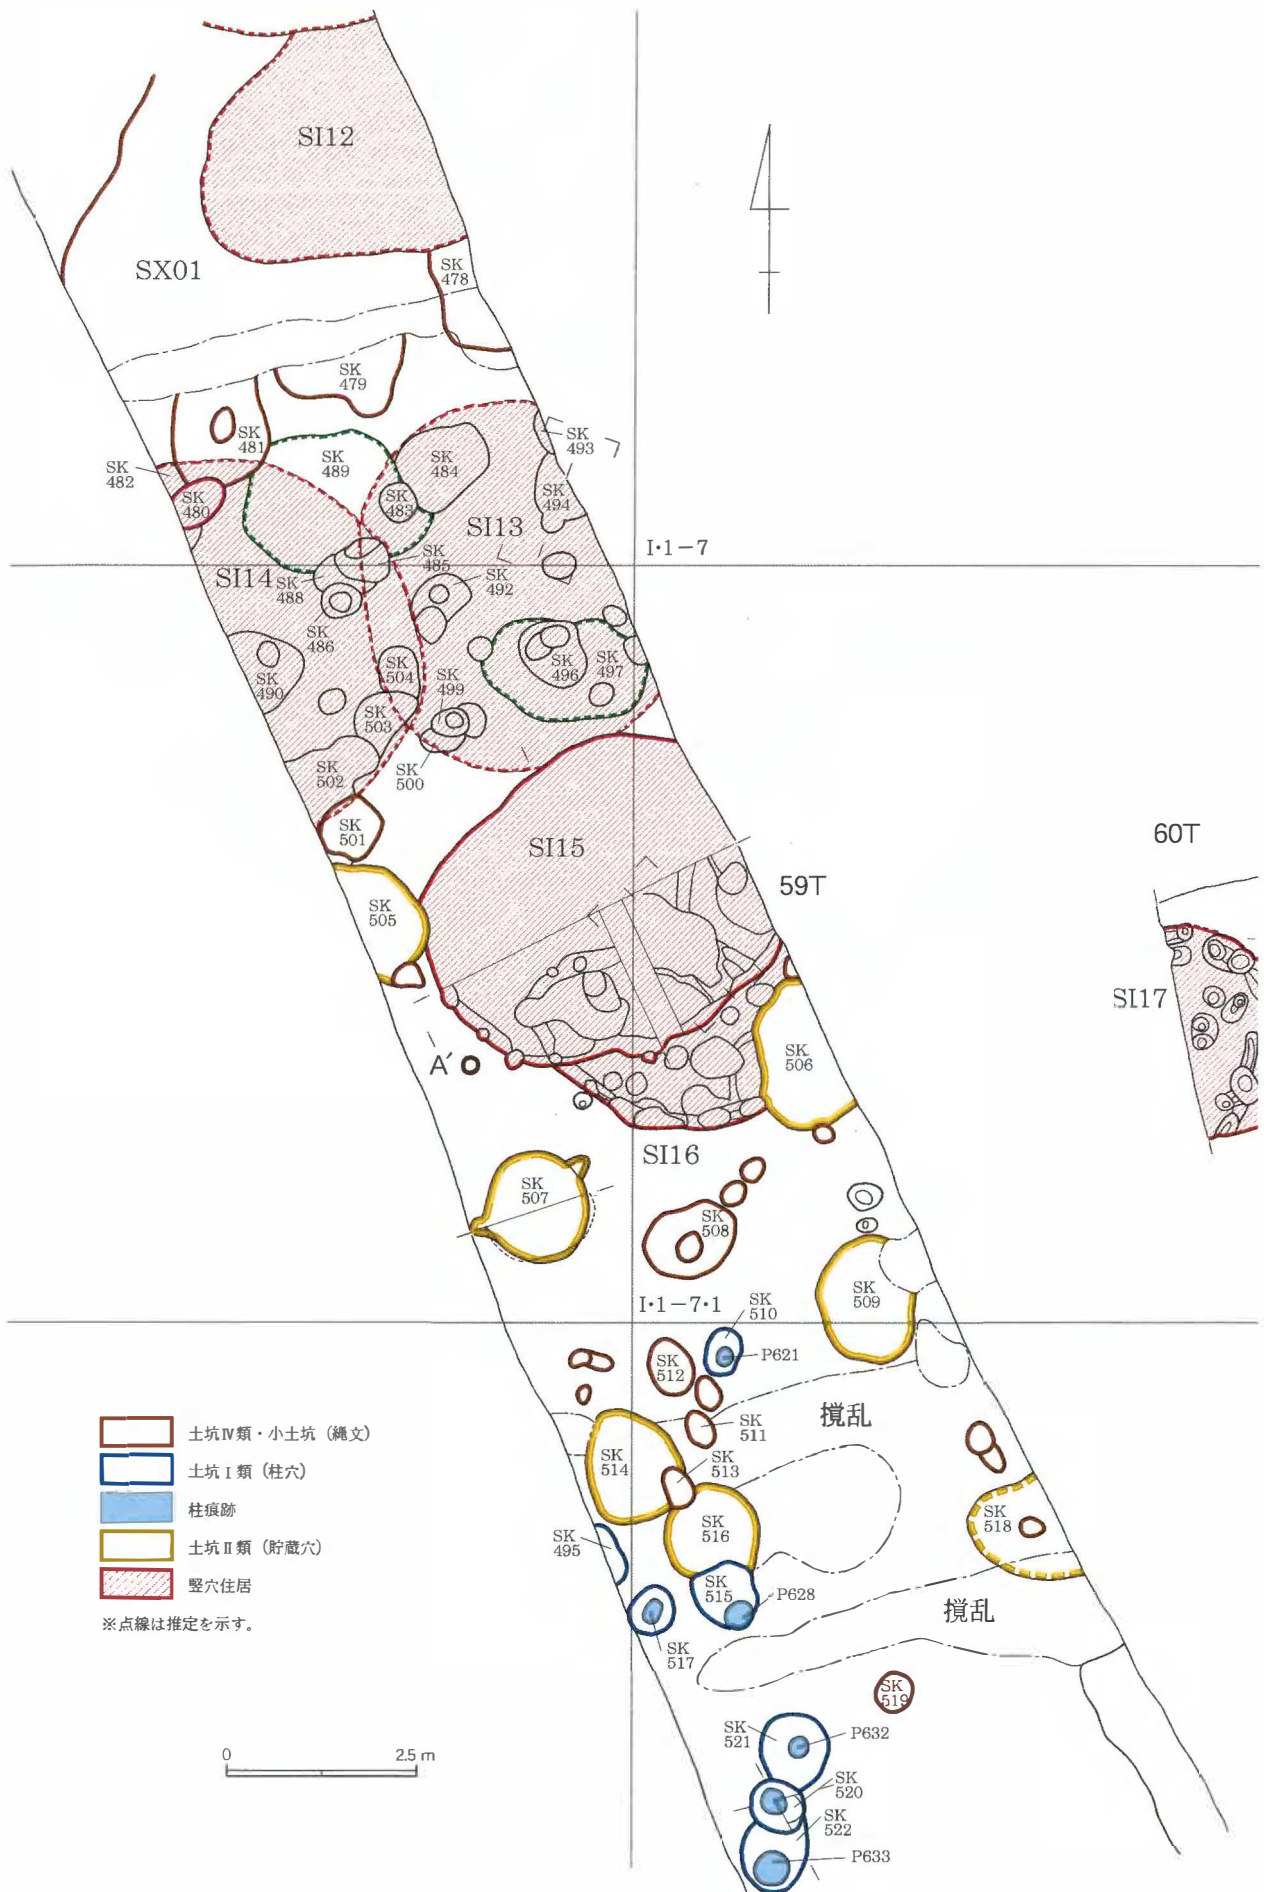 SI12
SX01
SK
478
SK
479
SK
481
SK
482
SK
480
SK
489
SK
484
SK
483
SK
493
SK
494
SI13
I・1−7
SK
485
SI14
SK
488
SK
492
SK
486
SK
490
SK
504
SK
496
SK
497
SK
499
SK
503
SK
502
SK
500
SK
501
SI15
59T
60T
SK
505
SI17
A´
SK
506
SI16
SK
507
SK
508
SK
509
I・1−7・1
SK
510
P621
SK
512
SK
511
撹乱
SK
514
SK
513
SK
516
SK
518
SK
495
SK
515
P628
撹乱
SK
517
SK
519
SK
521
P632
SK
520
SK
522
P633
土坑Ⅳ類・小土坑（縄文）
土坑Ⅰ類（柱穴）
柱痕跡
土坑Ⅱ類（貯蔵穴）
竪穴住居
※点線は推定を示す。
0 2.5 m